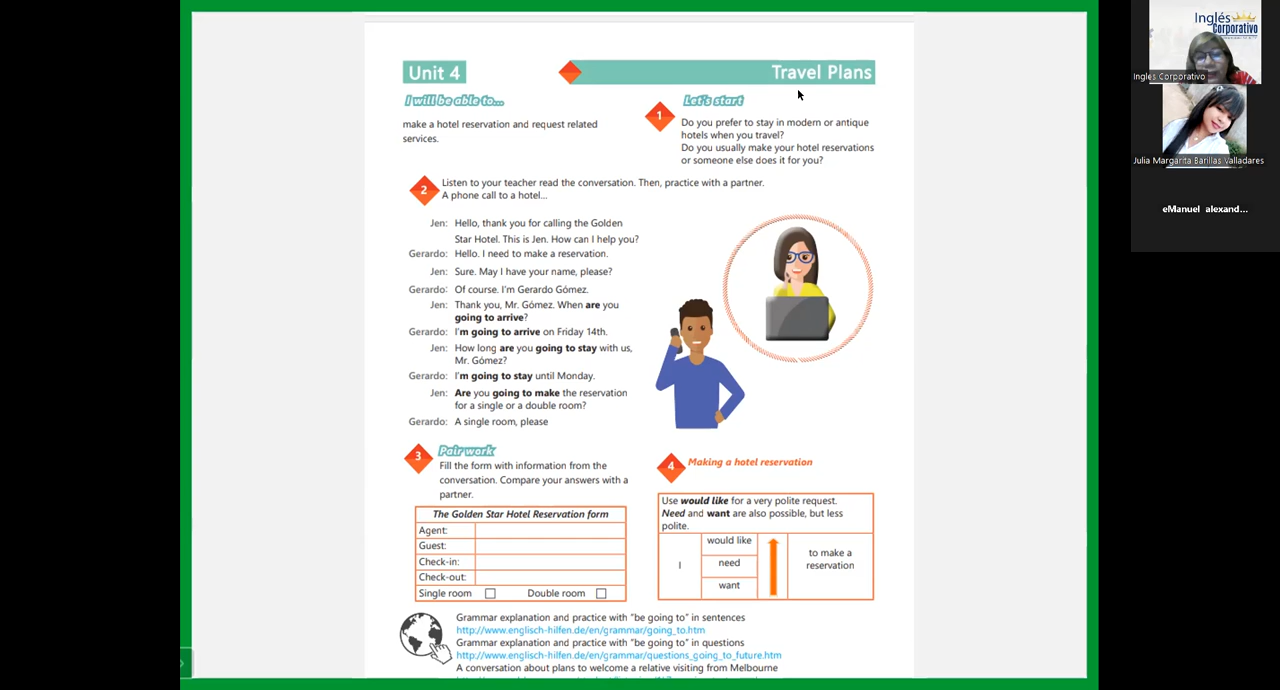 Unit 4
Travel Plans
I will be able to...
make a hotel reservation and request related
services.
Let's start
1
Do you prefer to stay in modern or antique
hotels when you travel?
Do you usually make your hotel reservations
or someone else does it for you?
2
Listen to your teacher read the conversation. Then, practice with a partner.
A phone call to a hotel...
Jen: Hello, thank you for calling the Golden
Star Hotel. This is Jen. How can I help you?
Gerardo: Hello. I need to make a reservation.
Jen: Sure. May I have your name, please?
Gerardo: Of course. I'm Gerardo Gómez.
Jen: Thank you, Mr. Gómez. When are you
going to arrive?
Gerardo: I'm going to arrive on Friday 14th.
Jen: How long are you going to stay with us,
Mr. Gómez?
Gerardo: I'm going to stay until Monday.
Jen: Are you going to make the reservation
for a single or a double room?
Gerardo: A single room, please
3
Pair work
Fill the form with information from the
conversation. Compare your answers with a
partner.
The Golden Star Hotel Reservation form
Agent:
Guest:
Check-in:
Check-out:
Single room Double room
4
Making a hotel reservation
Use would like for a very polite request.
Need and want are also possible, but less
polite.
I
would like
need
want
to make a
reservation
Grammar explanation and practice with "be going to" in sentences
http://www.englisch-hilfen.de/en/grammar/going_to.htm
Grammar explanation and practice with "be going to" in questions
http://www.englisch-hilfen.de/en/grammar/questions_going_to_future.htm
A conversation about plans to welcome a relative visiting from Melbourne
Inglés
Corporativo
Ingles Corporativo
Julia Margarita Barillas Valladares
eManuel alexand...